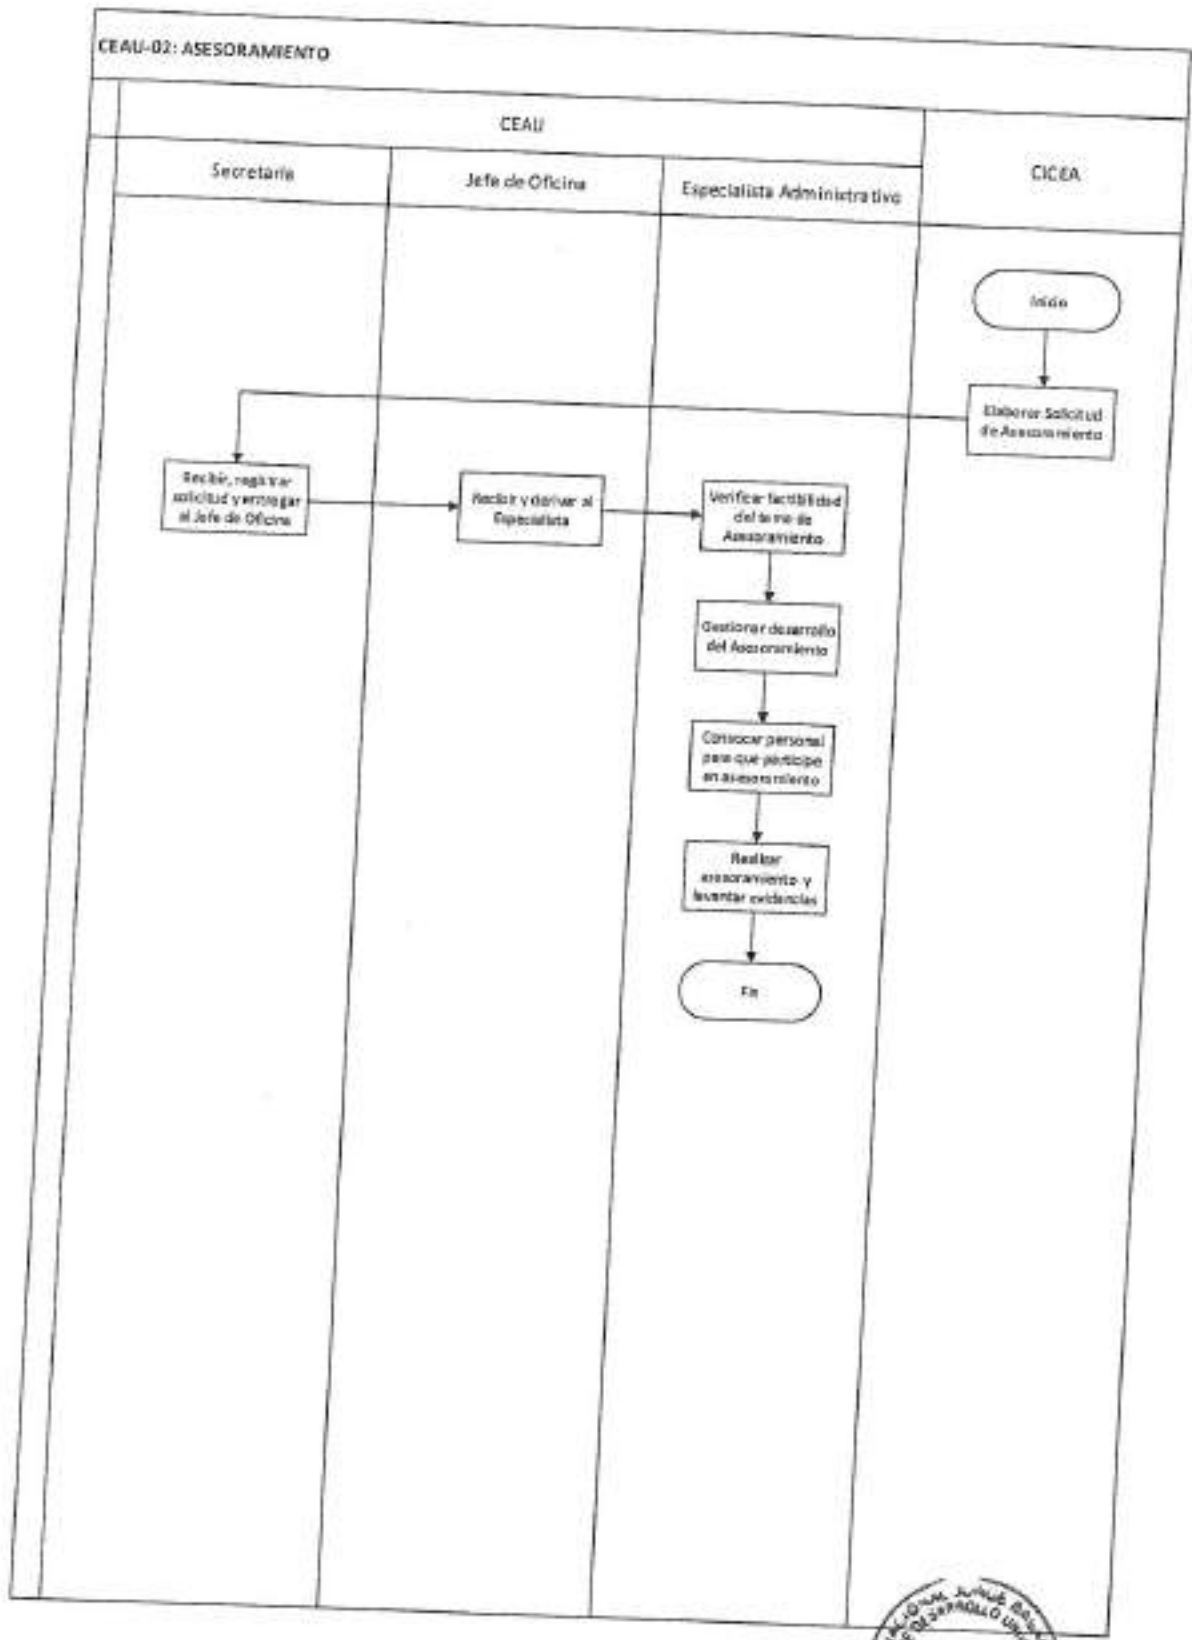 CEAU-02: ASESORAMIENTO
CEAU
CICEA
Secretaría
Jefe de Oficina
Especialista Administrativo
Inicio
Elaborar Solicitud
de Asesoramiento
Recibir, registrar
solicitud y entregar
al Jefe de Oficina
Recibir y derivar al
Especialista
Verificar factibilidad
del tema de
Asesoramiento
Gestionar desarrollo
del Asesoramiento
Convocar personal
para que participe
en asesoramiento
Realizar
asesoramiento y
levantar evidencias
Fin
DESARROLLO